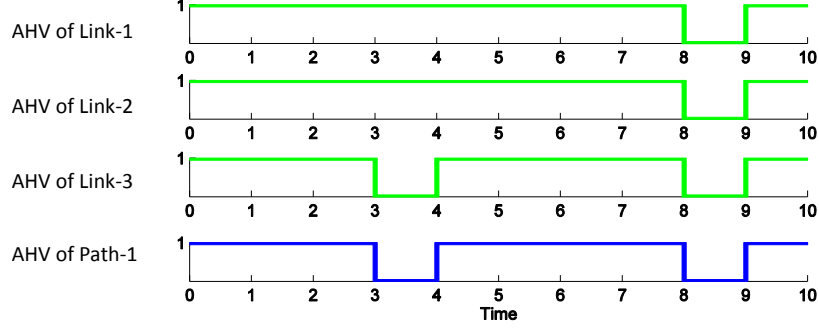 AHV of Link-1
1
0 1 2 3 4 5 6 7 8 9 10
AHV of Link-2
1
0 1 2 3 4 5 6 7 8 9 10
AHV of Link-3
1
0 1 2 3 4 5 6 7 8 9 10
AHV of Path-1
1
0 1 2 3 4 5 6 7 8 9 10
Time